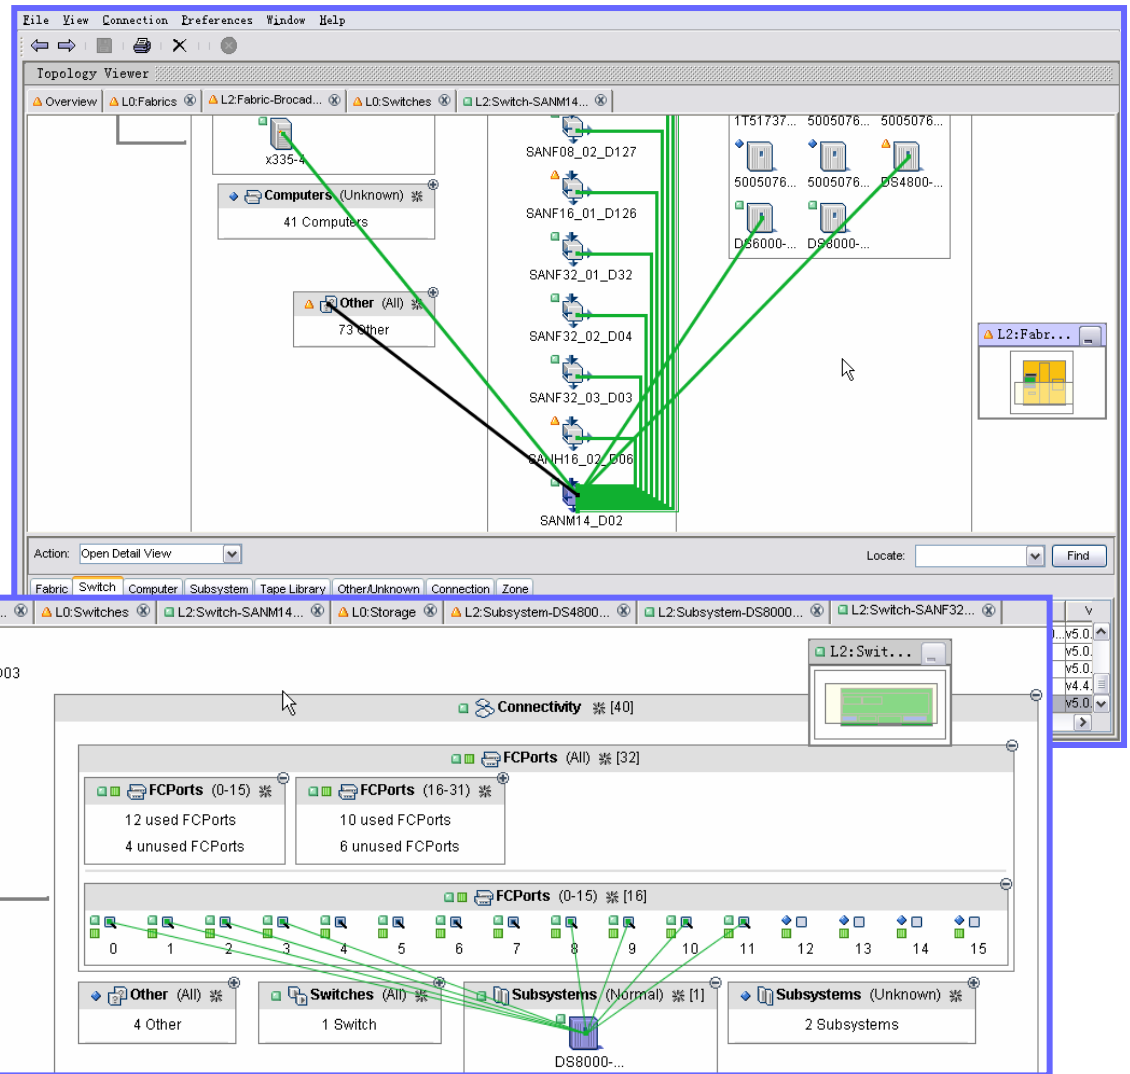 File View Connection Preferences Window Help
Topology Viewer
Overview L0:Fabrics L2:Fabric-Brocad... L0:Switches L2:Switch-SANM14...
1T51737... 5005076... 5005076...
x335-4
SANF08_02_D127
5005076... 5005076... DS4800-...
Computers (Unknown)
41 Computers
SANF16_01_D126
DS6000-... DS8000-...
SANF32_01_D32
Other (All)
73 Other
SANF32_02_D04
L2:Fabr...
SANF32_03_D03
SANH16_02_D06
SANM14_D02
Action: Open Detail View Locate: Find
Fabric Switch Computer Subsystem Tape Library Other/Unknown Connection Zone
... L0:Switches L2:Switch-SANM14... L0:Storage L2:Subsystem-DS4800... L2:Subsystem-DS8000... L2:Switch-SANF32...
V
...v5.0.
v5.0.
v5.0.
v4.4.
v5.0.
L2:Swit...
D03
Connectivity [40]
FCPorts (All) [32]
FCPorts (0-15) FCPorts (16-31)
12 used FCPorts 10 used FCPorts
4 unused FCPorts 6 unused FCPorts
FCPorts (0-15) [16]
0 1 2 3 4 5 6 7 8 9 10 11 12 13 14 15
Other (All) Switches (All) Subsystems (Normal) [1] Subsystems (Unknown)
4 Other 1 Switch 2 Subsystems
DS8000-...